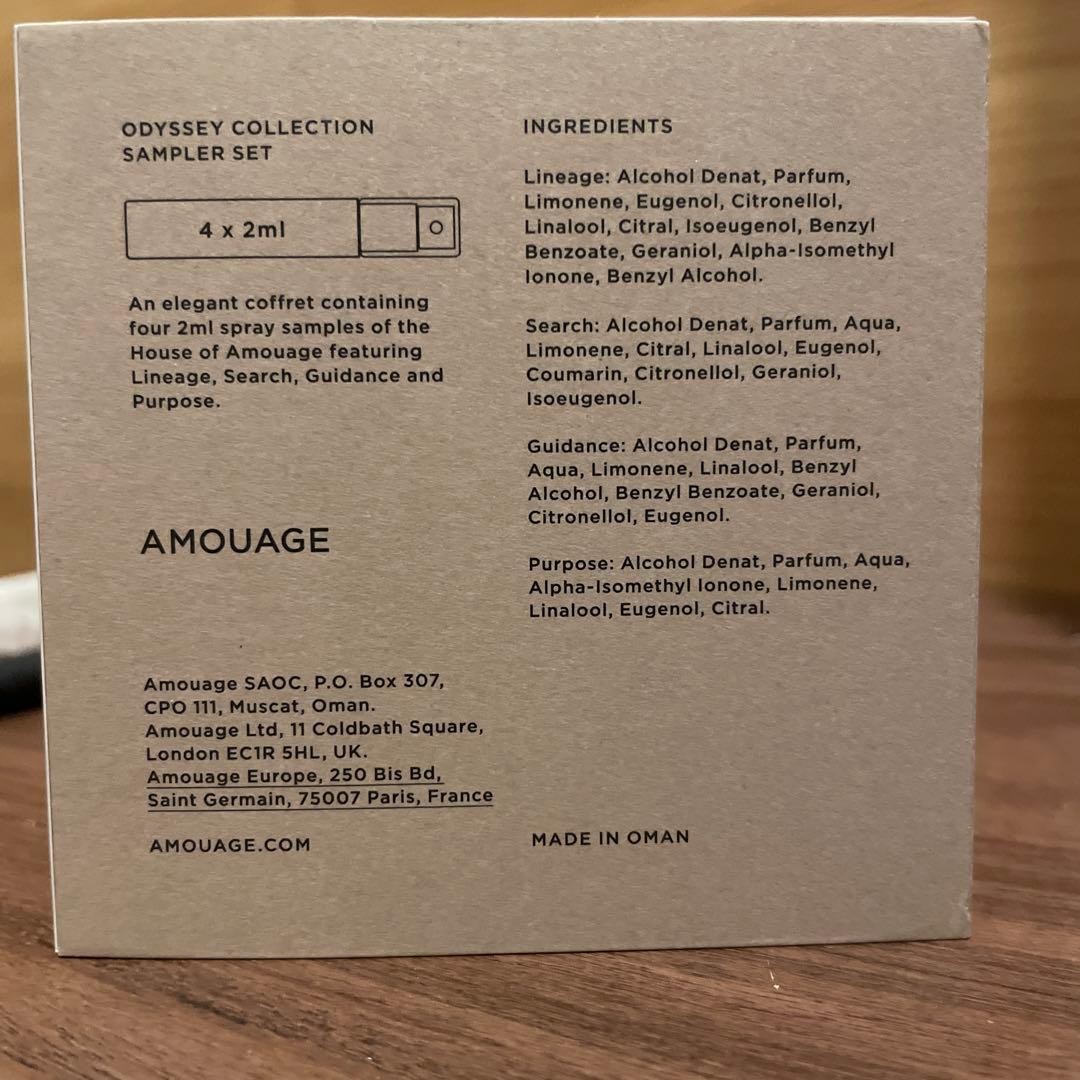 ODYSSEY COLLECTION
SAMPLER SET
4 x 2ml
An elegant coffret containing
four 2ml spray samples of the
House of Amouage featuring
Lineage, Search, Guidance and
Purpose.
AMOUAGE
Amouage SAOC, P.O. Box 307,
CPO 111, Muscat, Oman.
Amouage Ltd, 11 Coldbath Square,
London EC1R 5HL, UK.
Amouage Europe, 250 Bis Bd,
Saint Germain, 75007 Paris, France
AMOUAGE.COM
INGREDIENTS
Lineage: Alcohol Denat, Parfum,
Limonene, Eugenol, Citronellol,
Linalool, Citral, Isoeugenol, Benzyl
Benzoate, Geraniol, Alpha-Isomethyl
Ionone, Benzyl Alcohol.
Search: Alcohol Denat, Parfum, Aqua,
Limonene, Citral, Linalool, Eugenol,
Coumarin, Citronellol, Geraniol,
Isoeugenol.
Guidance: Alcohol Denat, Parfum,
Aqua, Limonene, Linalool, Benzyl
Alcohol, Benzyl Benzoate, Geraniol,
Citronellol, Eugenol.
Purpose: Alcohol Denat, Parfum, Aqua,
Alpha-Isomethyl Ionone, Limonene,
Linalool, Eugenol, Citral.
MADE IN OMAN